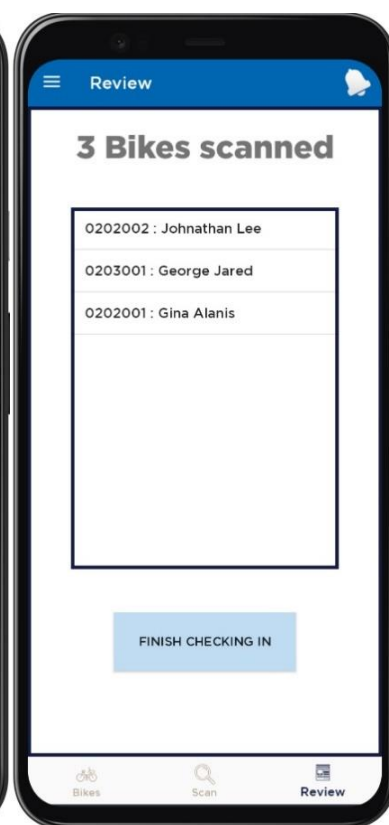 Review
3 Bikes scanned
0202002 : Johnathan Lee
0203001 : George Jared
0202001 : Gina Alanis
FINISH CHECKING IN
Bikes Scan Review